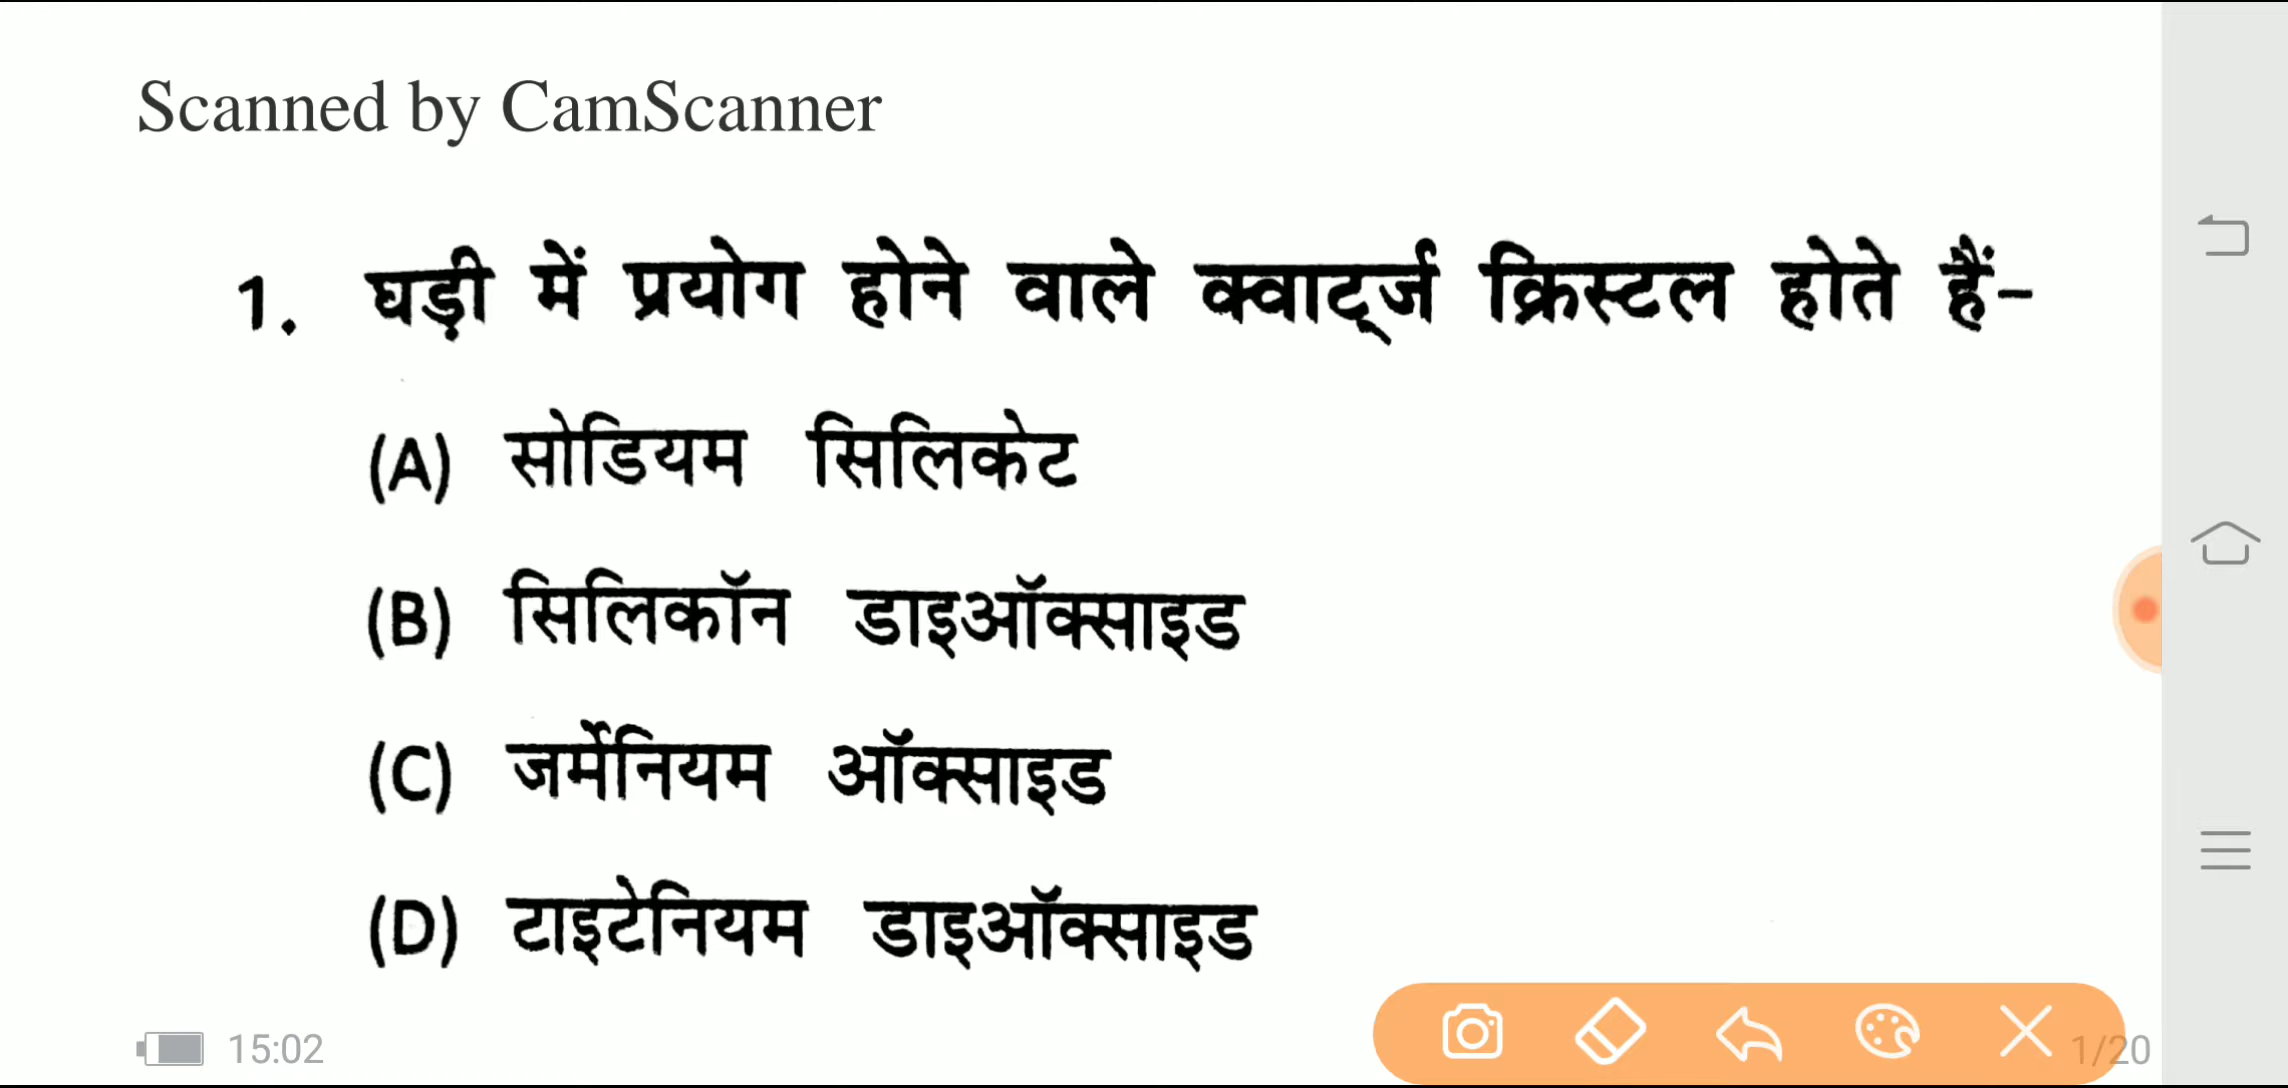 Scanned by CamScanner
1. घड़ी में प्रयोग होने वाले क्वाट्र्ज क्रिस्टल होते हैं-
(A) सोडियम सिलिकेट
(B) सिलिकॉन डाइऑक्साइड
(C) जर्मेनियम ऑक्साइड
(D) टाइटेनियम डाइऑक्साइड
15:02
1/20